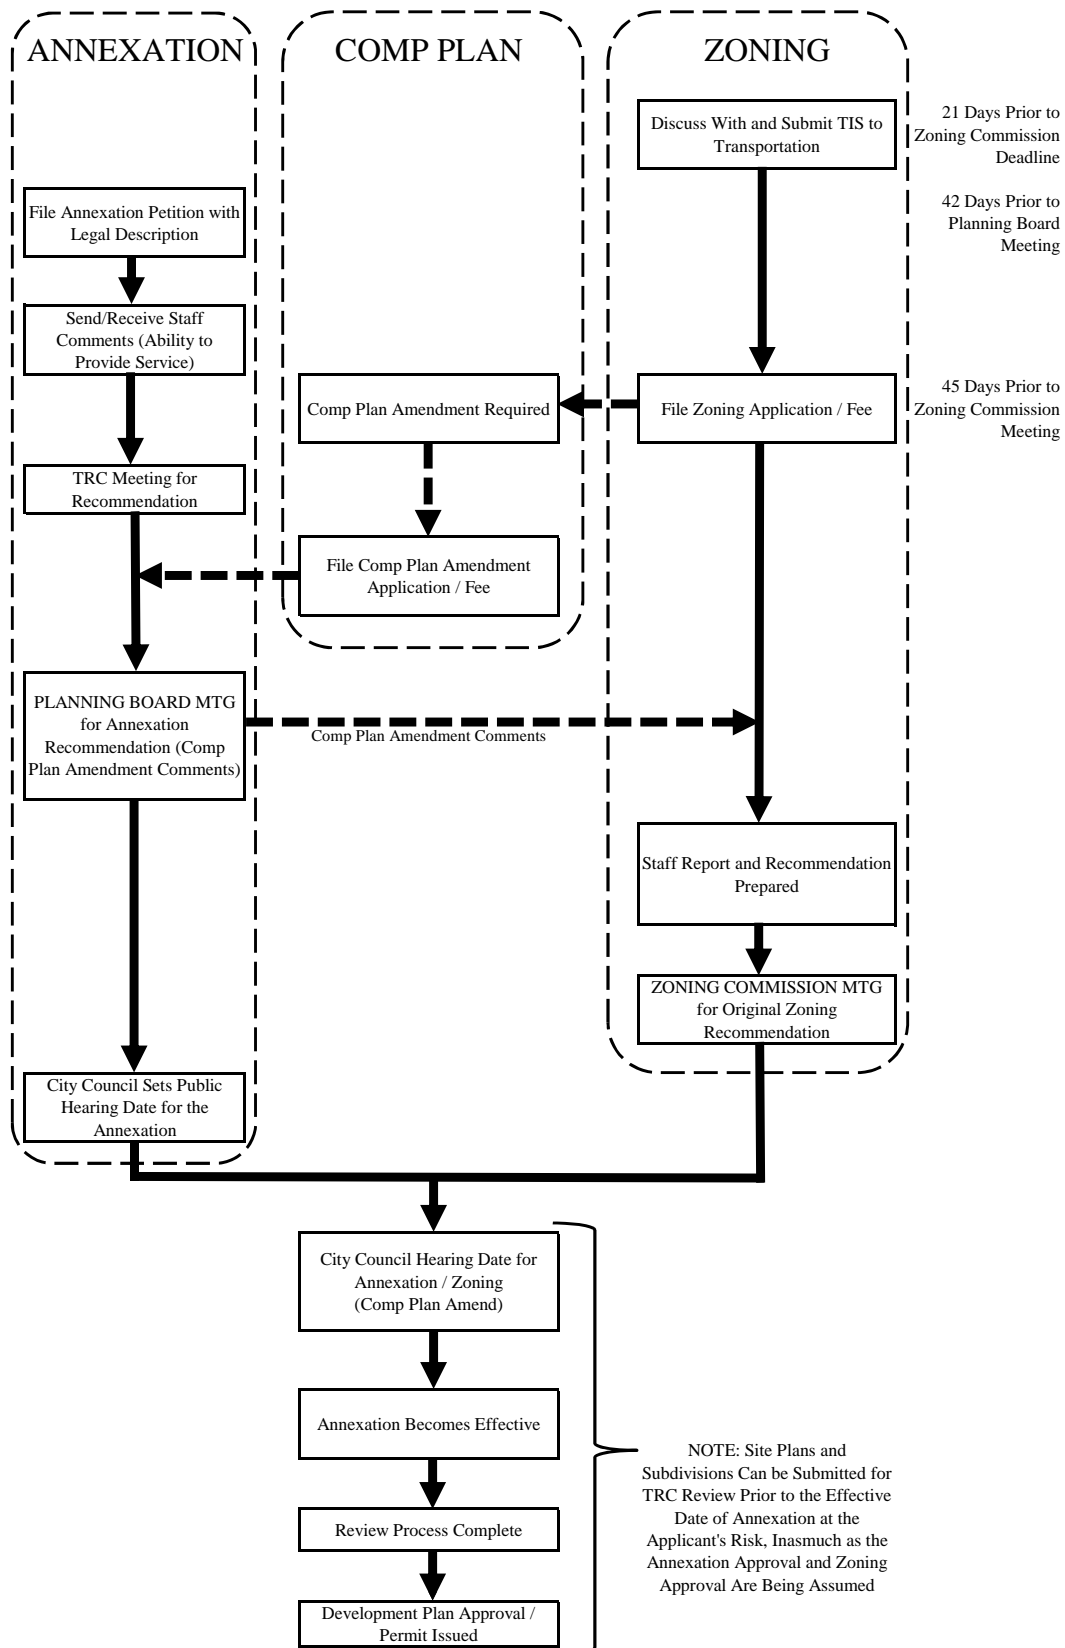 ANNEXATION
COMP PLAN
ZONING
Discuss With and Submit TIS to
Transportation
21 Days Prior to
Zoning Commission
Deadline
File Annexation Petition with
Legal Description
42 Days Prior to
Planning Board
Meeting
Send/Receive Staff
Comments (Ability to
Provide Service)
Comp Plan Amendment Required
File Zoning Application / Fee
45 Days Prior to
Zoning Commission
Meeting
TRC Meeting for
Recommendation
File Comp Plan Amendment
Application / Fee
PLANNING BOARD MTG
for Annexation
Recommendation (Comp
Plan Amendment Comments)
Comp Plan Amendment Comments
Staff Report and Recommendation
Prepared
ZONING COMMISSION MTG
for Original Zoning
Recommendation
City Council Sets Public
Hearing Date for the
Annexation
City Council Hearing Date for
Annexation / Zoning
(Comp Plan Amend)
Annexation Becomes Effective
Review Process Complete
Development Plan Approval /
Permit Issued
NOTE: Site Plans and
Subdivisions Can be Submitted for
TRC Review Prior to the Effective
Date of Annexation at the
Applicant's Risk, Inasmuch as the
Annexation Approval and Zoning
Approval Are Being Assumed